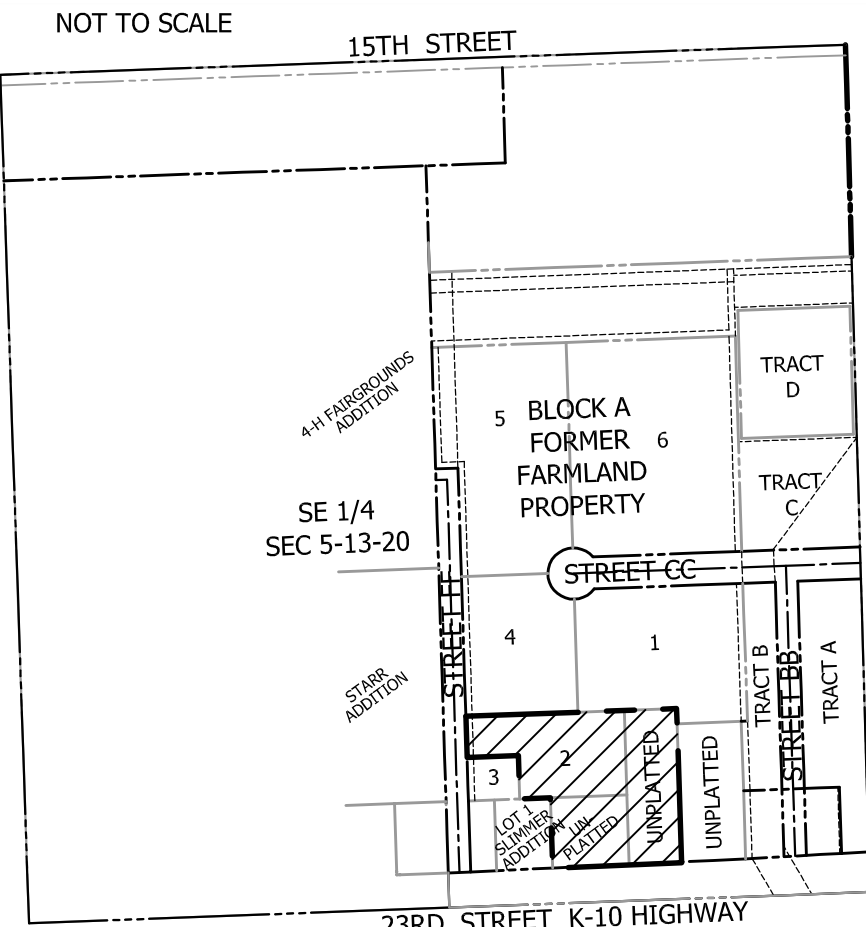 NOT TO SCALE
15TH STREET
4-H FAIRGROUNDS
ADDITION
TRACT
D
5
BLOCK A
FORMER
FARMLAND
PROPERTY
6
TRACT
C
SE 1/4
SEC 5-13-20
STREET CC
STREET
4
1
STARR
ADDITION
TRACT B
STREET BB
TRACT A
2
3
UNPLATTED
UNPLATTED
LOT 1
SLIMMER
ADDITION
UN
PLATTED
23RD STREET K-10 HIGHWAY